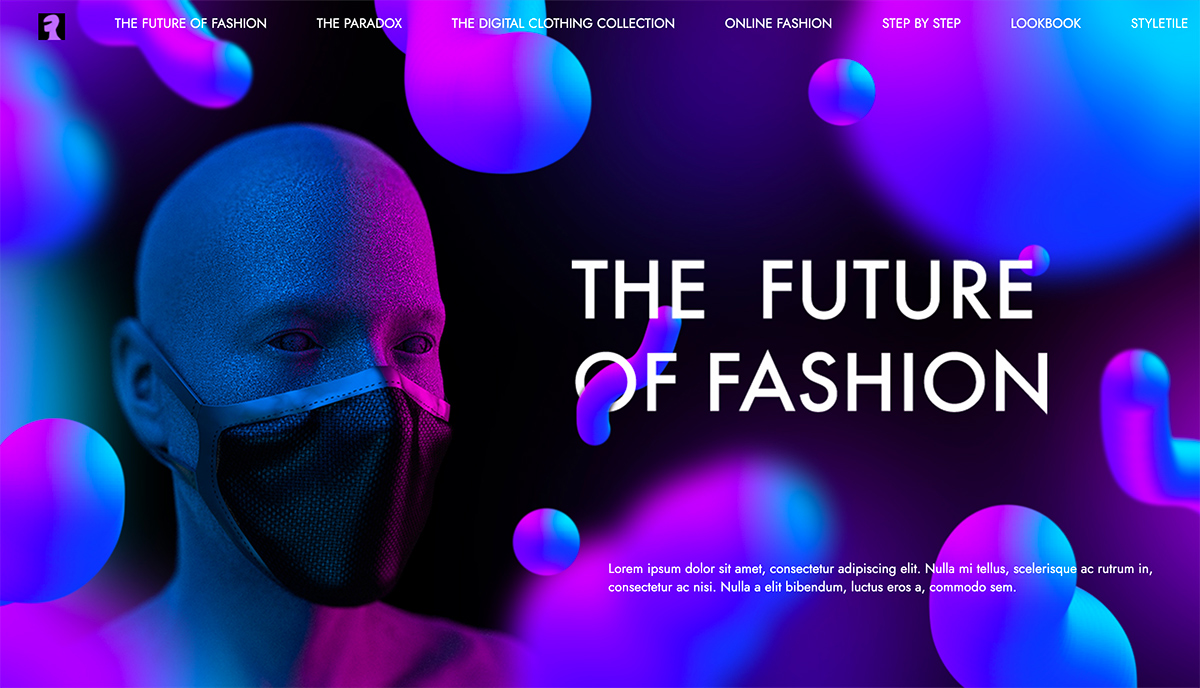 THE FUTURE OF FASHION THE PARADOX THE DIGITAL CLOTHING COLLECTION ONLINE FASHION STEP BY STEP LOOKBOOK STYLETILE
THE FUTURE
OF FASHION
Lorem ipsum dolor sit amet, consectetur adipiscing elit. Nulla mi tellus, scelerisque ac rutrum in,
consectetur ac nisi. Nulla a elit bibendum, luctus eros a, commodo sem.